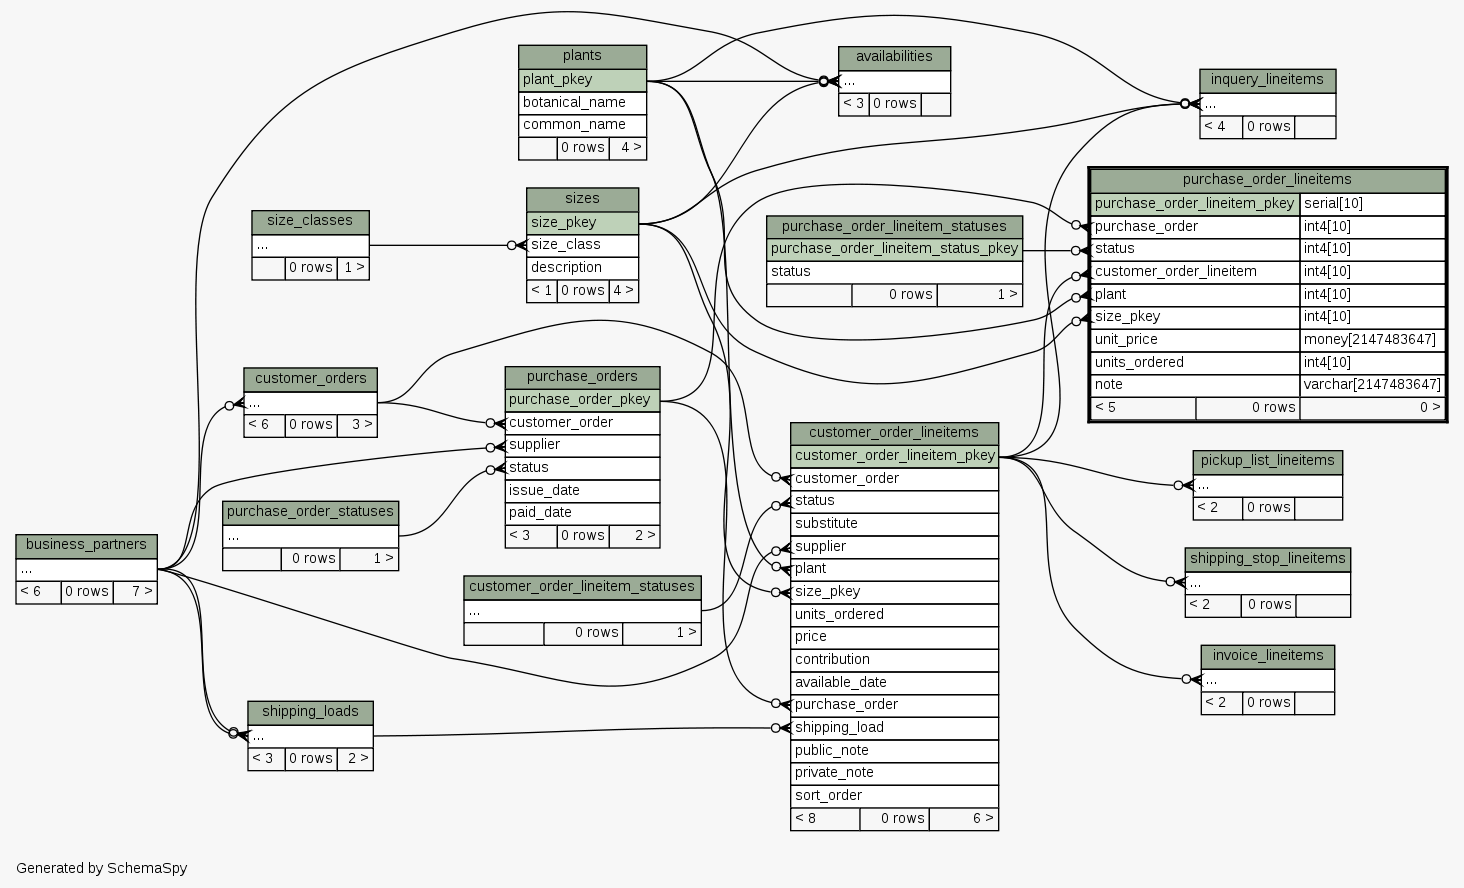 plants
plant_pkey
botanical_name
common_name
0 rows 4 >
availabilities
...
< 3 0 rows
inquery_lineitems
...
< 4 0 rows
purchase_order_lineitems
purchase_order_lineitem_pkey serial[10]
purchase_order int4[10]
status int4[10]
customer_order_lineitem int4[10]
plant int4[10]
size_pkey int4[10]
unit_price money[2147483647]
units_ordered int4[10]
note varchar[2147483647]
< 5 0 rows 0 >
sizes
size_pkey
size_class
description
< 1 0 rows 4 >
size_classes
...
0 rows 1 >
purchase_order_lineitem_statuses
purchase_order_lineitem_status_pkey
status
0 rows 1 >
customer_orders
...
< 6 0 rows 3 >
purchase_orders
purchase_order_pkey
customer_order
supplier
status
issue_date
paid_date
< 3 0 rows 2 >
customer_order_lineitems
customer_order_lineitem_pkey
customer_order
status
substitute
supplier
plant
size_pkey
units_ordered
price
contribution
available_date
purchase_order
shipping_load
public_note
private_note
sort_order
< 8 0 rows 6 >
pickup_list_lineitems
...
< 2 0 rows
purchase_order_statuses
...
0 rows 1 >
business_partners
...
< 6 0 rows 7 >
shipping_stop_lineitems
...
< 2 0 rows
customer_order_lineitem_statuses
...
0 rows 1 >
invoice_lineitems
...
< 2 0 rows
shipping_loads
...
< 3 0 rows 2 >
Generated by SchemaSpy